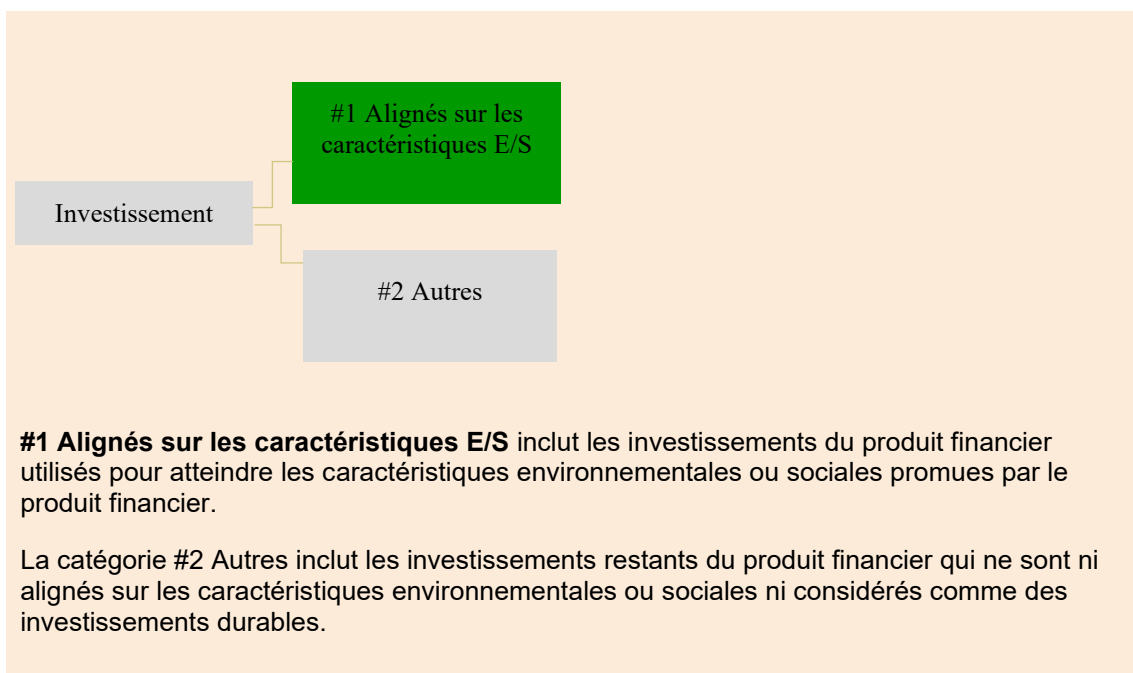 #1 Alignés sur les
caractéristiques E/S
Investissement
#2 Autres
#1 Alignés sur les caractéristiques E/S inclut les investissements du produit financier
utilisés pour atteindre les caractéristiques environnementales ou sociales promues par le
produit financier.
La catégorie #2 Autres inclut les investissements restants du produit financier qui ne sont ni
alignés sur les caractéristiques environnementales ou sociales ni considérés comme des
investissements durables.